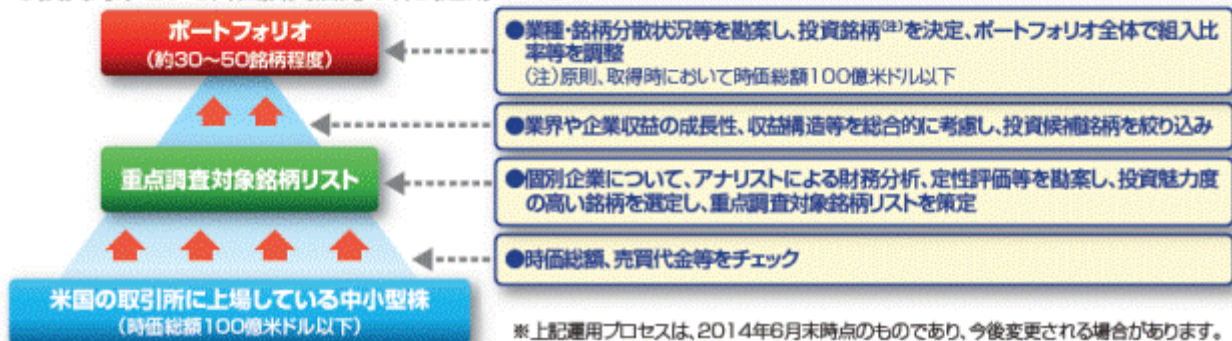 ポートフォリオ
(約30～50銘柄程度)
●業種・銘柄分散状況等を勘案し、投資銘柄(注)を決定、ポートフォリオ全体で組入比
率等を調整
(注)原則、取得時において時価総額100億米ドル以下
●業界や企業収益の成長性、収益構造等を総合的に考慮し、投資候補銘柄を絞り込み
重点調査対象銘柄リスト
●個別企業について、アナリストによる財務分析、定性評価等を勘案し、投資魅力度
の高い銘柄を選定し、重点調査対象銘柄リストを策定
●時価総額、売買代金等をチェック
米国の取引所に上場している中小型株
(時価総額100億米ドル以下)
※上記運用プロセスは、2014年6月末時点のものであり、今後変更される場合があります。